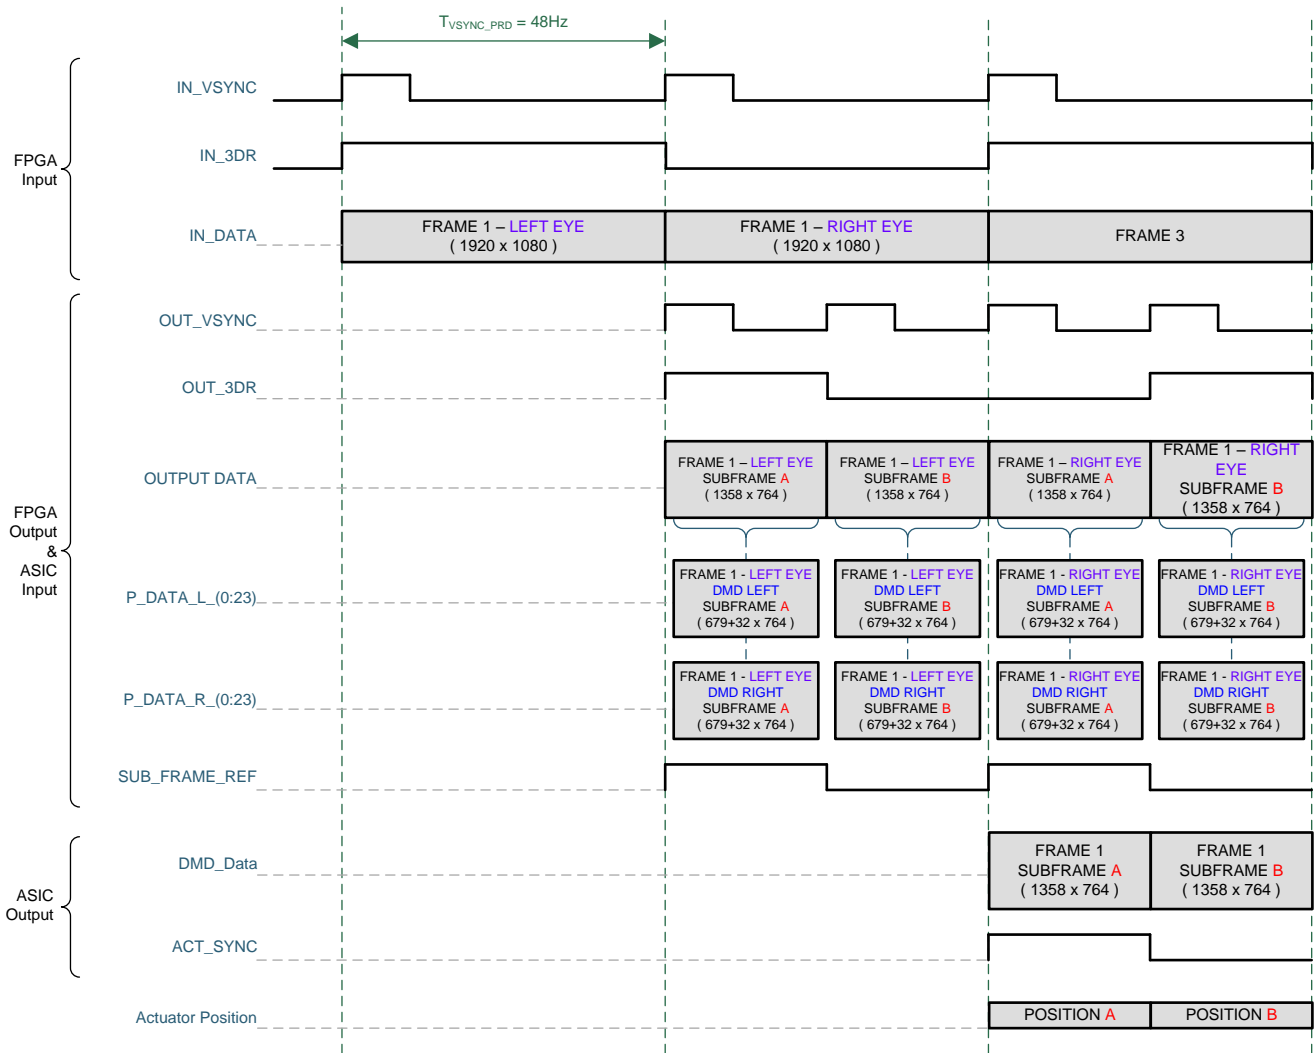 T_VSYNC_PRD = 48Hz
FPGA
Input
IN_VSYNC
IN_3DR
IN_DATA
FRAME 1 – LEFT EYE
( 1920 x 1080 )
FRAME 1 – RIGHT EYE
( 1920 x 1080 )
FRAME 3
FPGA
Output
&
ASIC
Input
OUT_VSYNC
OUT_3DR
OUTPUT DATA
FRAME 1 – LEFT EYE
SUBFRAME A
( 1358 x 764 )
FRAME 1 – LEFT EYE
SUBFRAME B
( 1358 x 764 )
FRAME 1 – RIGHT EYE
SUBFRAME A
( 1358 x 764 )
FRAME 1 – RIGHT
EYE
SUBFRAME B
( 1358 x 764 )
P_DATA_L_(0:23)
FRAME 1 - LEFT EYE
DMD LEFT
SUBFRAME A
( 679+32 x 764 )
FRAME 1 - LEFT EYE
DMD LEFT
SUBFRAME B
( 679+32 x 764 )
FRAME 1 - RIGHT EYE
DMD LEFT
SUBFRAME A
( 679+32 x 764 )
FRAME 1 - RIGHT EYE
DMD LEFT
SUBFRAME B
( 679+32 x 764 )
P_DATA_R_(0:23)
FRAME 1 - LEFT EYE
DMD RIGHT
SUBFRAME A
( 679+32 x 764 )
FRAME 1 - LEFT EYE
DMD RIGHT
SUBFRAME B
( 679+32 x 764 )
FRAME 1 - RIGHT EYE
DMD RIGHT
SUBFRAME A
( 679+32 x 764 )
FRAME 1 - RIGHT EYE
DMD RIGHT
SUBFRAME B
( 679+32 x 764 )
SUB_FRAME_REF
ASIC
Output
DMD_Data
FRAME 1
SUBFRAME A
( 1358 x 764 )
FRAME 1
SUBFRAME B
( 1358 x 764 )
ACT_SYNC
Actuator Position
POSITION A
POSITION B